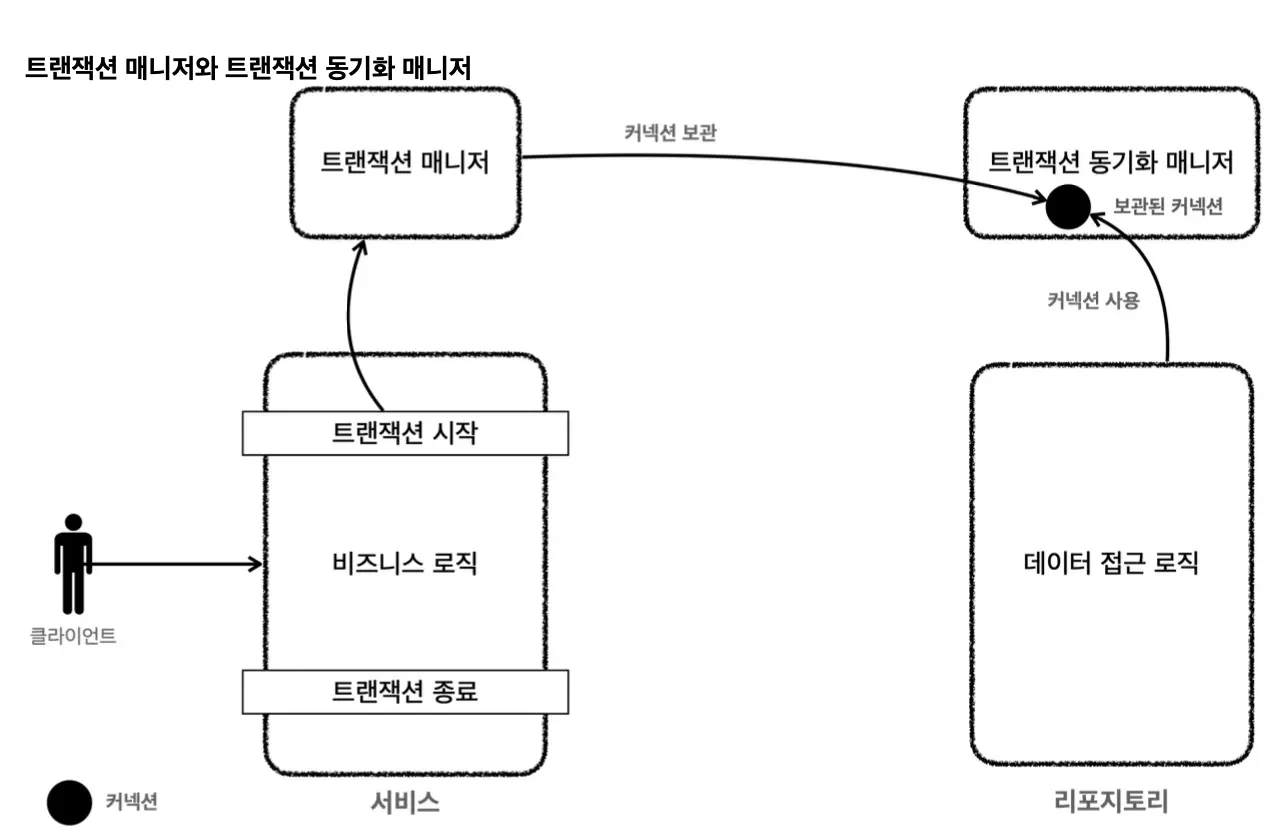 트랜잭션 매니저와 트랜잭션 동기화 매니저
트랜잭션 매니저
커넥션 보관
트랜잭션 동기화 매니저
보관된 커넥션
커넥션 사용
트랜잭션 시작
비즈니스 로직
데이터 접근 로직
클라이언트
트랜잭션 종료
커넥션
서비스
리포지토리